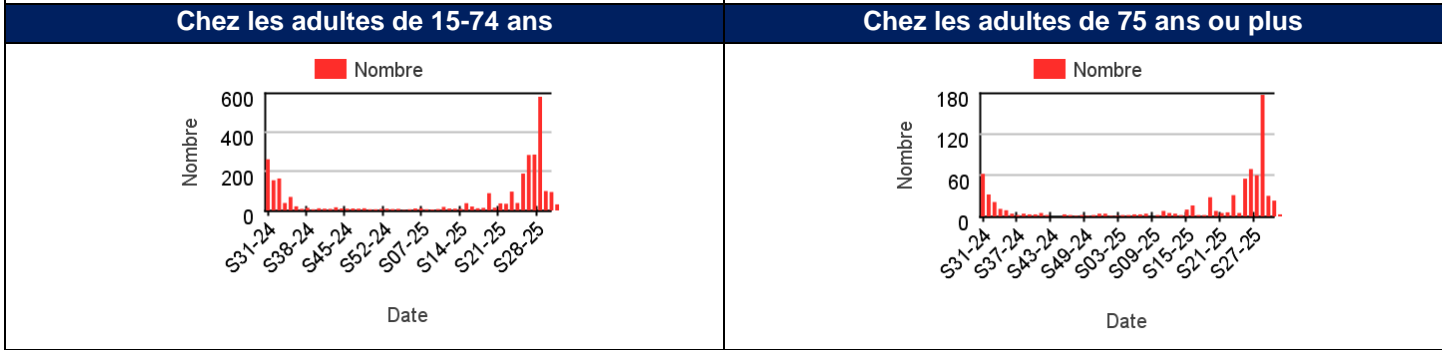 Chez les adultes de 15-74 ans
Nombre
600
400
200
0
Nombre
S31-24
S38-24
S45-24
S52-24
S07-25
S14-25
S21-25
S28-25
Date
Chez les adultes de 75 ans ou plus
Nombre
180
120
60
0
Nombre
S31-24
S37-24
S43-24
S49-24
S03-25
S09-25
S15-25
S21-25
S27-25
Date